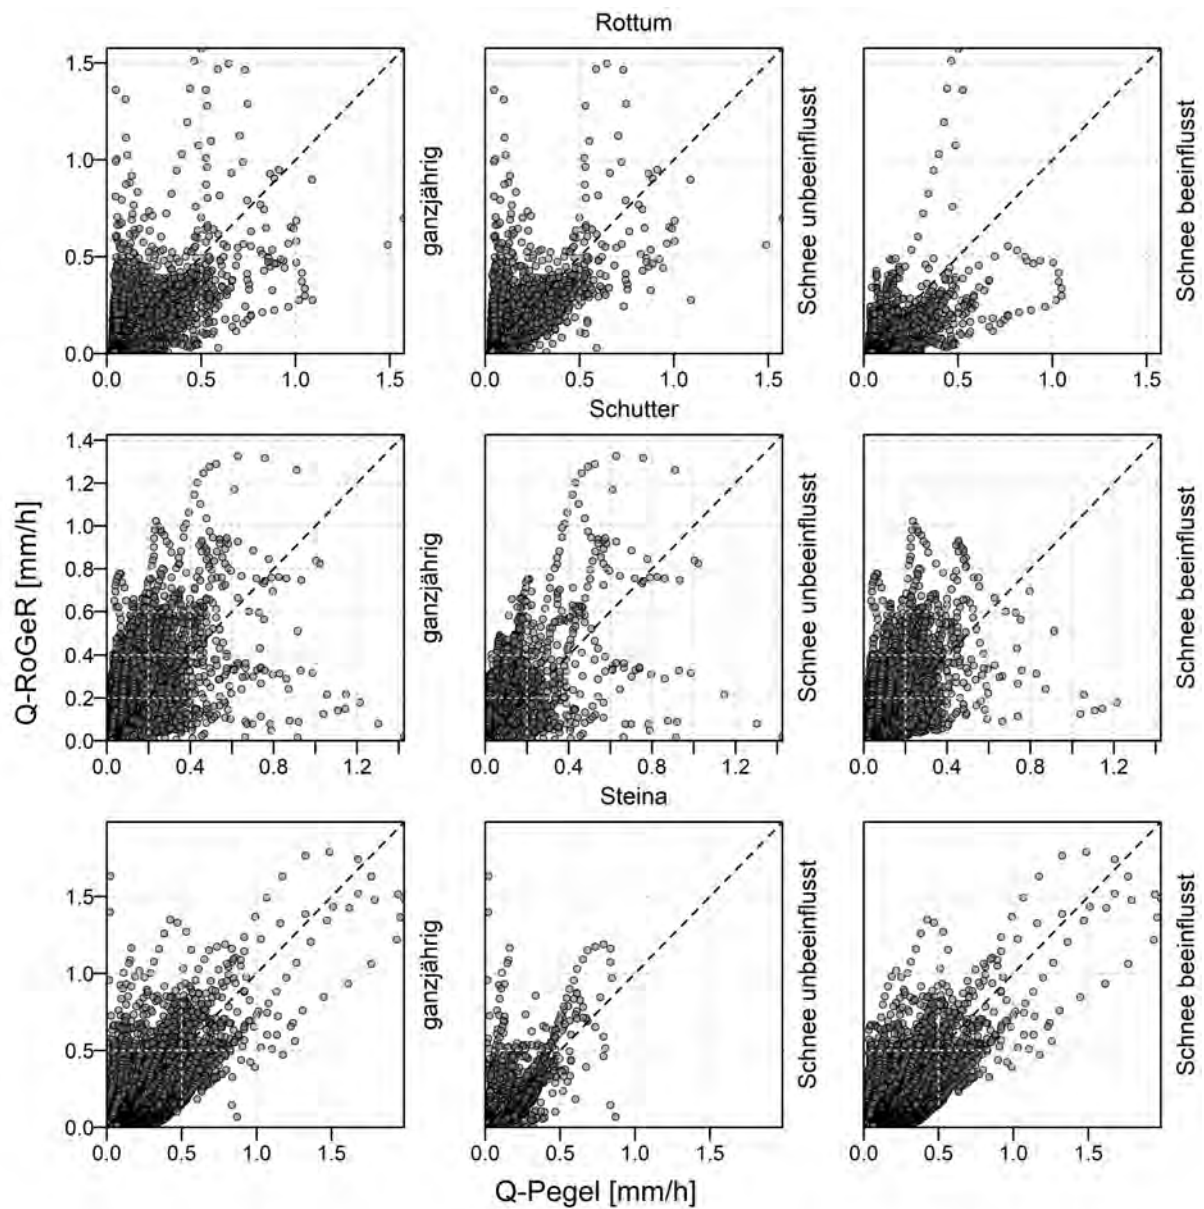 Rottum
1.5
1.0
0.5
0.0
0.0 0.5 1.0 1.5
ganzjährig
0.0 0.5 1.0 1.5
Schnee unbeeinflusst
0.0 0.5 1.0 1.5
Schnee beeinflusst
Schutter
1.4
1.2
1.0
0.8
0.6
0.4
0.2
0.0
0.0 0.4 0.8 1.2
ganzjährig
0.0 0.4 0.8 1.2
Schnee unbeeinflusst
0.0 0.4 0.8 1.2
Schnee beeinflusst
Q-RoGeR [mm/h]
Steina
1.5
1.0
0.5
0.0
0.0 0.5 1.0 1.5
ganzjährig
0.0 0.5 1.0 1.5
Schnee unbeeinflusst
0.0 0.5 1.0 1.5
Schnee beeinflusst
Q-Pegel [mm/h]